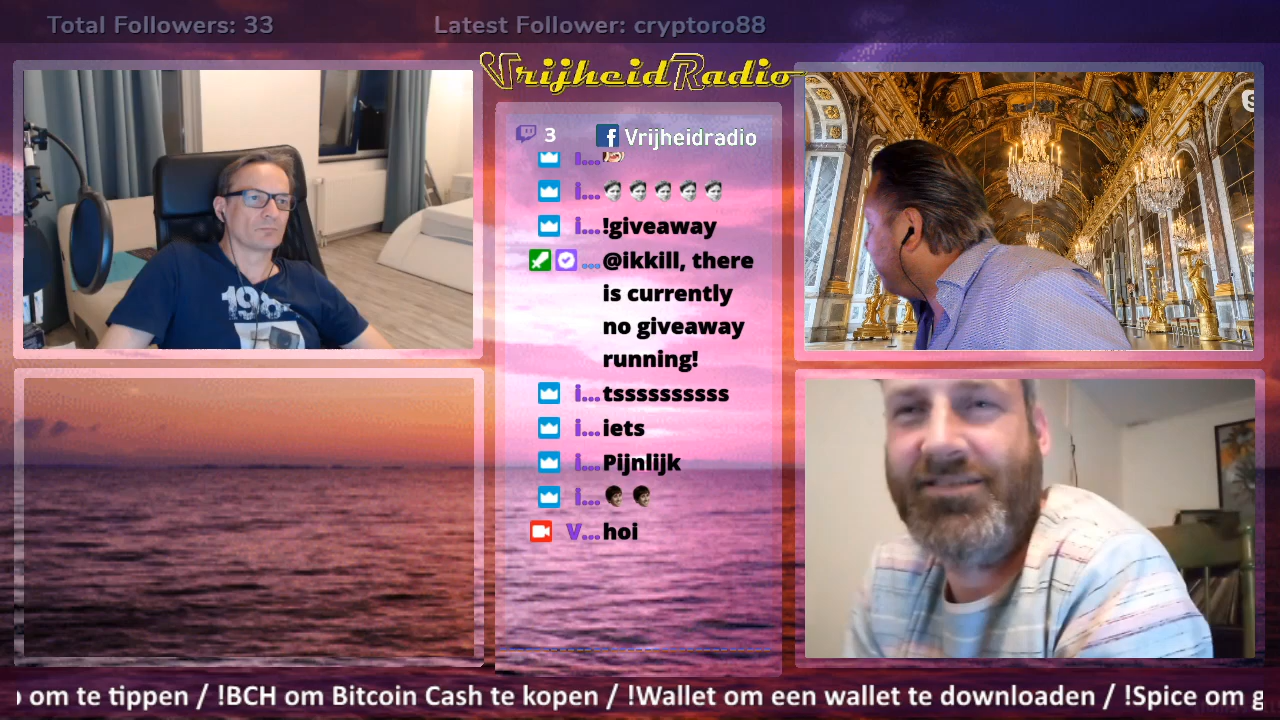 Total Followers: 33
Latest Follower: cryptoro88
VrijheidRadio
3
Vrijheidradio
i...
i...
i... !giveaway
... @ikkill, there
is currently
no giveaway
running!
i... tssssssssss
i... iets
i... Pijnlijk
i...
V... hoi
198
om te tippen / !BCH om Bitcoin Cash te kopen / !Wallet om een wallet te downloaden / !Spice om g